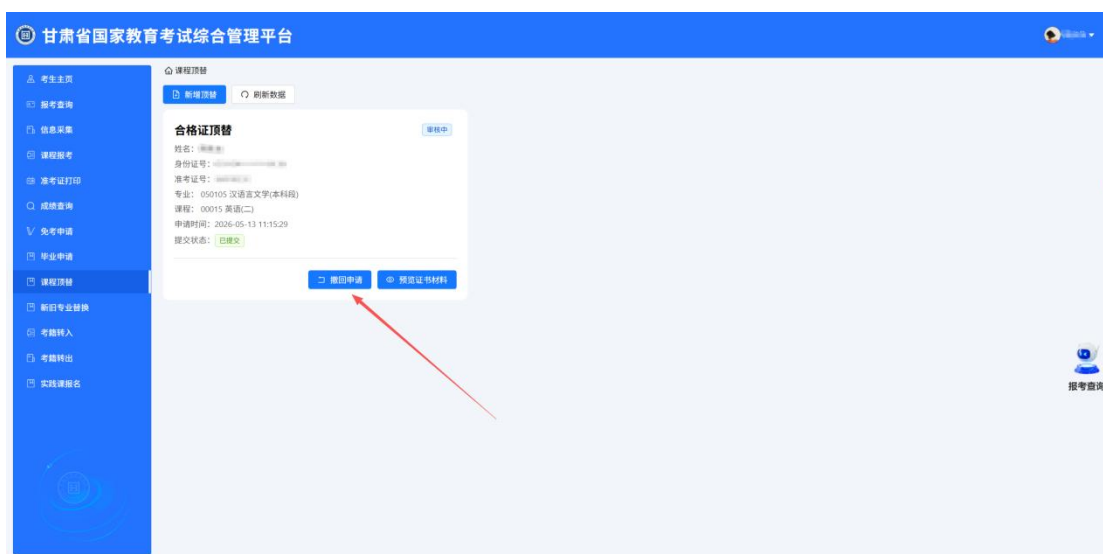 甘肃省国家教育考试综合管理平台
考生主页
报考查询
信息采集
课程报考
准考证打印
成绩查询
免考申请
毕业申请
课程顶替
新旧专业替换
考籍转入
考籍转出
实践课报名
课程顶替
新增顶替
刷新数据
合格证顶替
审核中
姓名：
身份证号：
准考证号：
专业： 050105 汉语言文学(本科段)
课程： 00015 英语(二)
申请时间： 2026-05-13 11:15:29
提交状态： 已提交
撤回申请
预览证书材料
报考查询